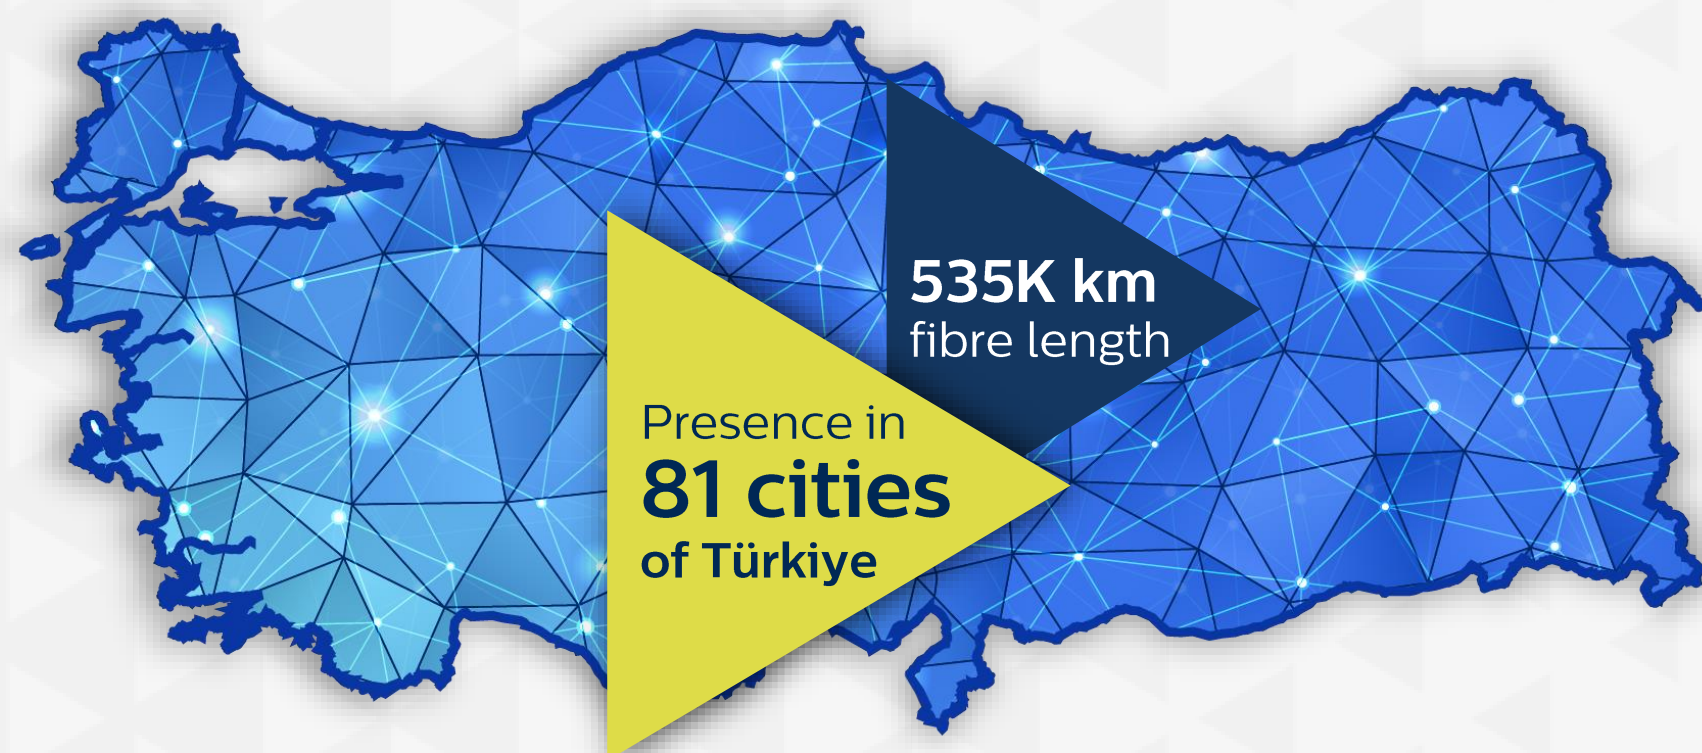 535K km
fibre length
Presence in
81 cities
of Türkiye